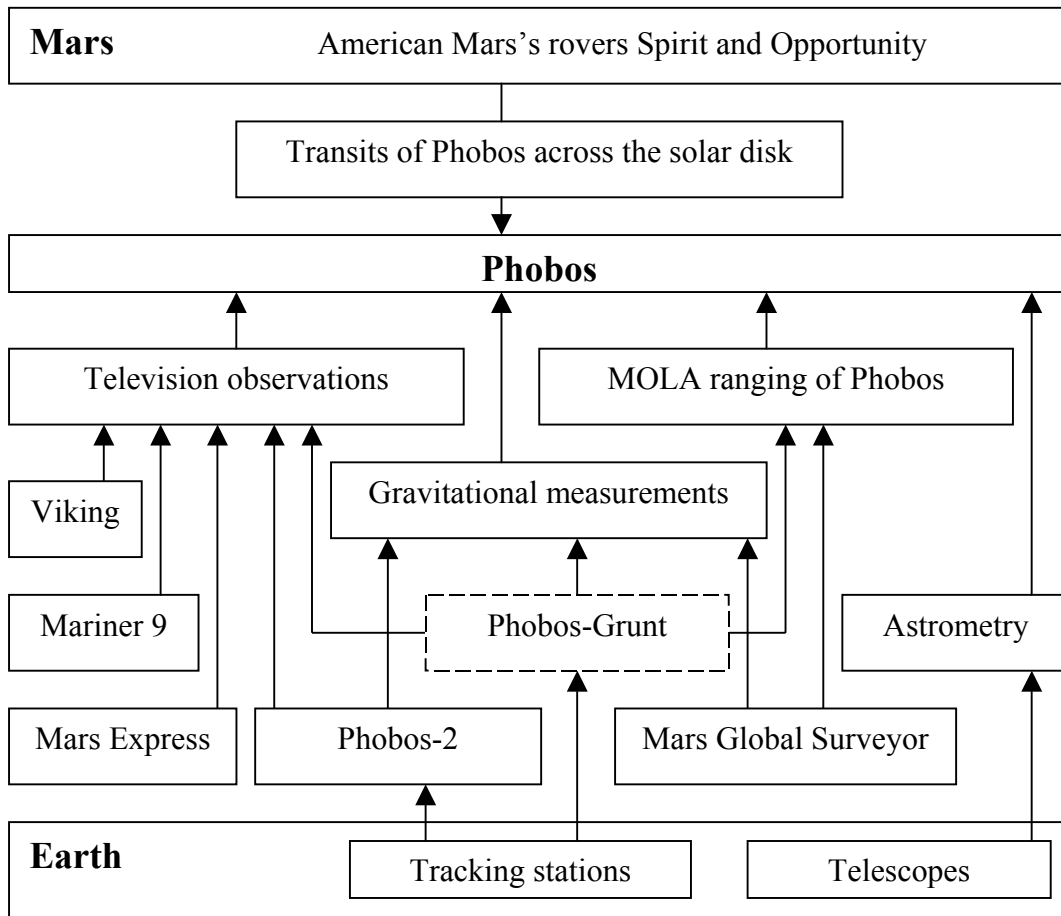 Mars
American Mars’s rovers Spirit and Opportunity
Transits of Phobos across the solar disk
Phobos
Television observations
MOLA ranging of Phobos
Gravitational measurements
Viking
Mariner 9
Phobos-Grunt
Astrometry
Mars Express
Phobos-2
Mars Global Surveyor
Earth
Tracking stations
Telescopes